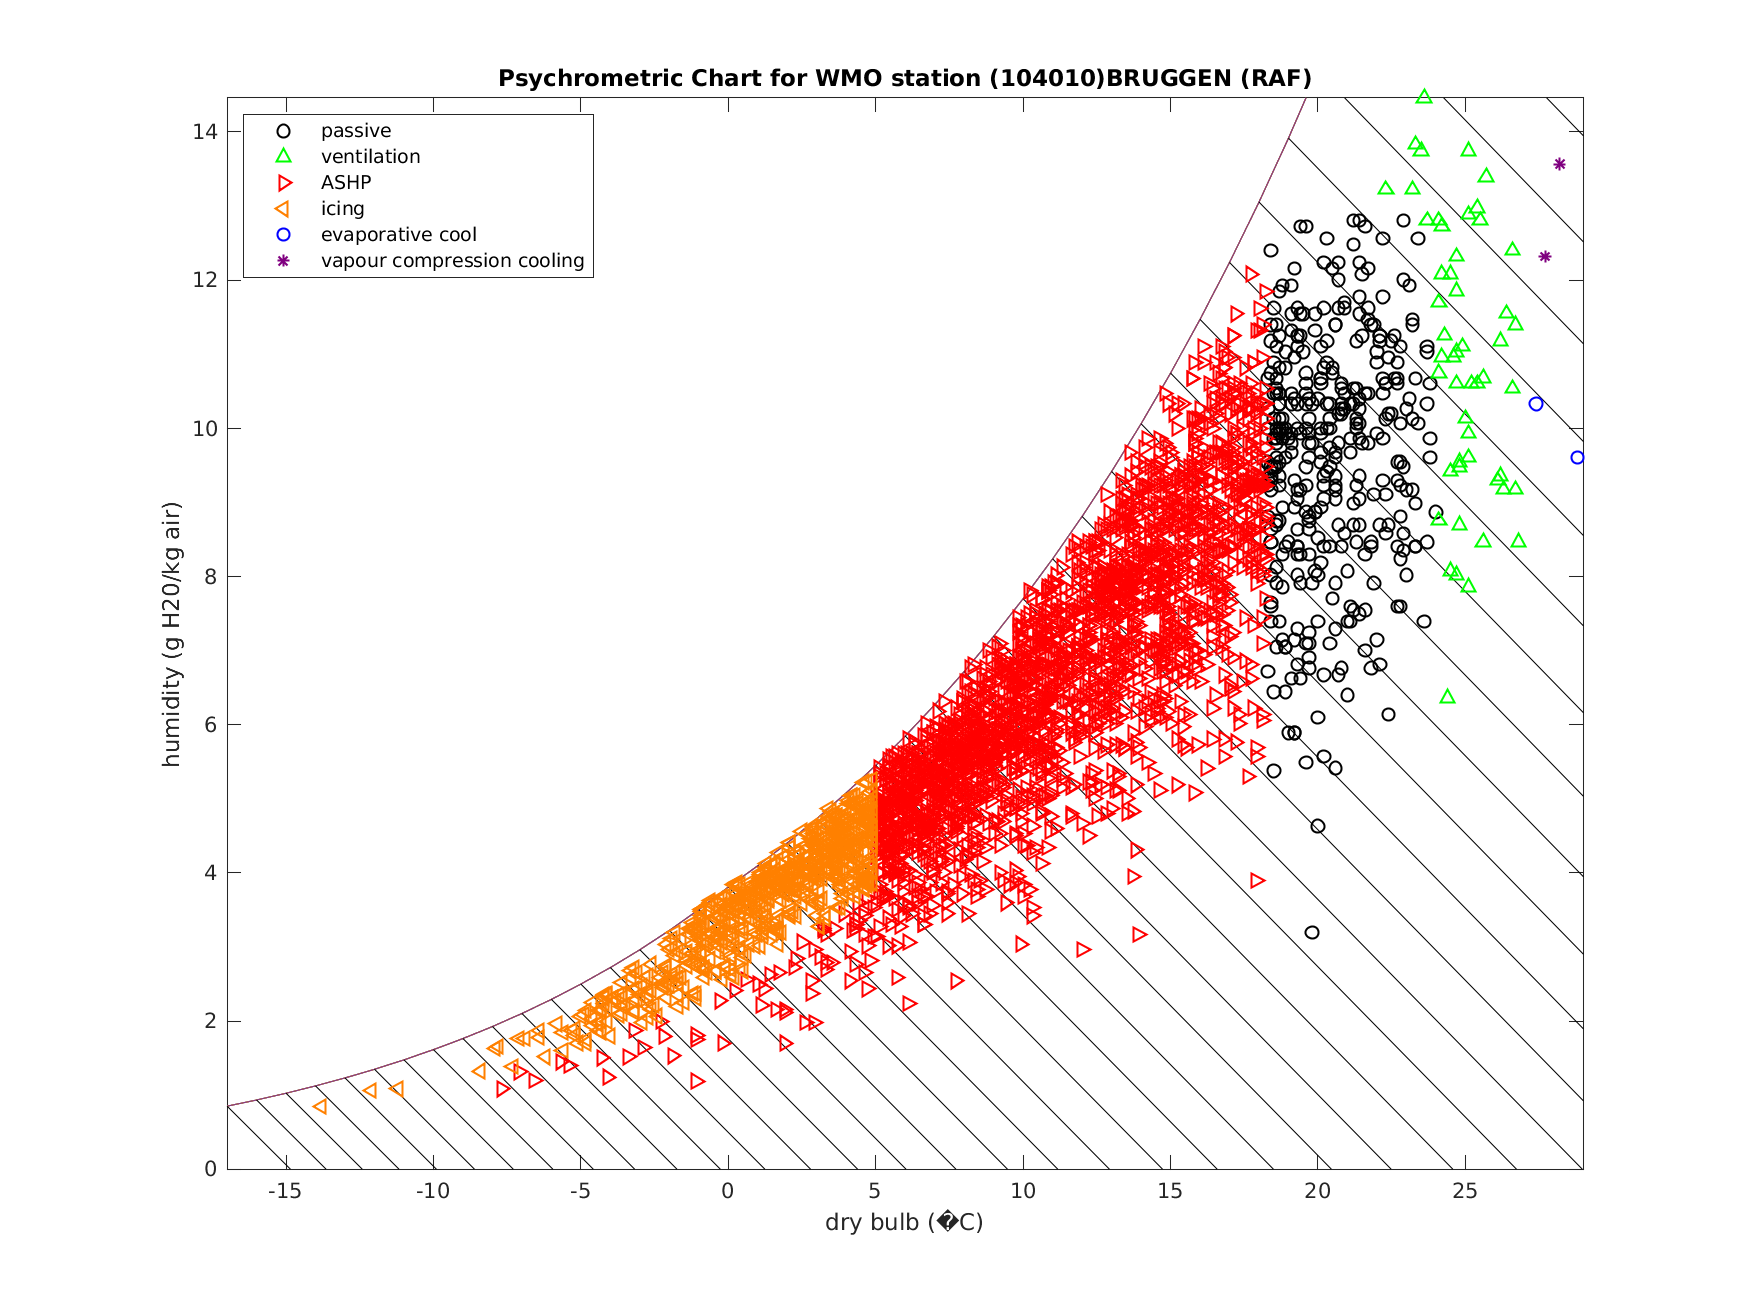 Psychrometric Chart for WMO station (104010)BRUGGEN (RAF)
passive
ventilation
ASHP
icing
evaporative cool
vapour compression cooling
14
12
10
8
6
4
2
0
humidity (g H20/kg air)
-15 -10 -5 0 5 10 15 20 25
dry bulb (�C)